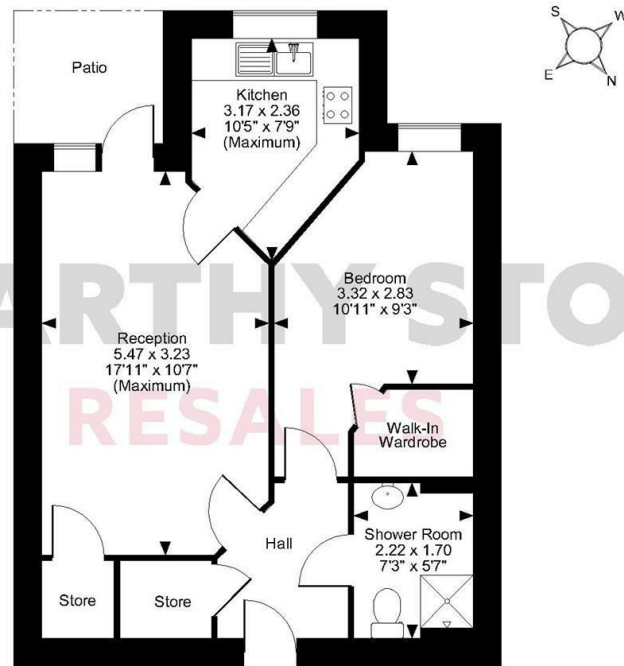 S
W
E
N
Patio
Kitchen
3.17 x 2.36
10'5" x 7'9"
(Maximum)
Bedroom
3.32 x 2.83
10'11" x 9'3"
ARTHY STO
Reception
5.47 x 3.23
17'11" x 10'7"
(Maximum)
RESALES
Walk-In
Wardrobe
Hall
Shower Room
2.22 x 1.70
7'3" x 5'7"
Store
Store